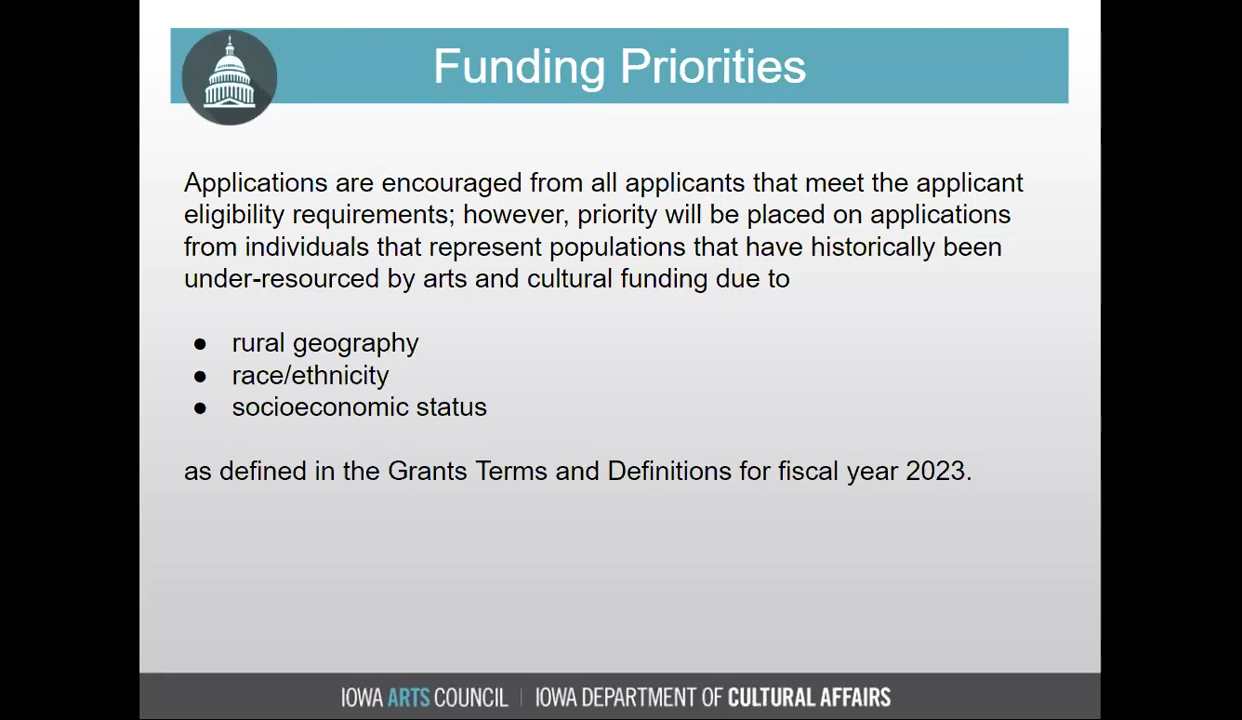 Funding Priorities
Applications are encouraged from all applicants that meet the applicant
eligibility requirements; however, priority will be placed on applications
from individuals that represent populations that have historically been
under-resourced by arts and cultural funding due to
● rural geography
● race/ethnicity
● socioeconomic status
as defined in the Grants Terms and Definitions for fiscal year 2023.
IOWA ARTS COUNCIL | IOWA DEPARTMENT OF CULTURAL AFFAIRS